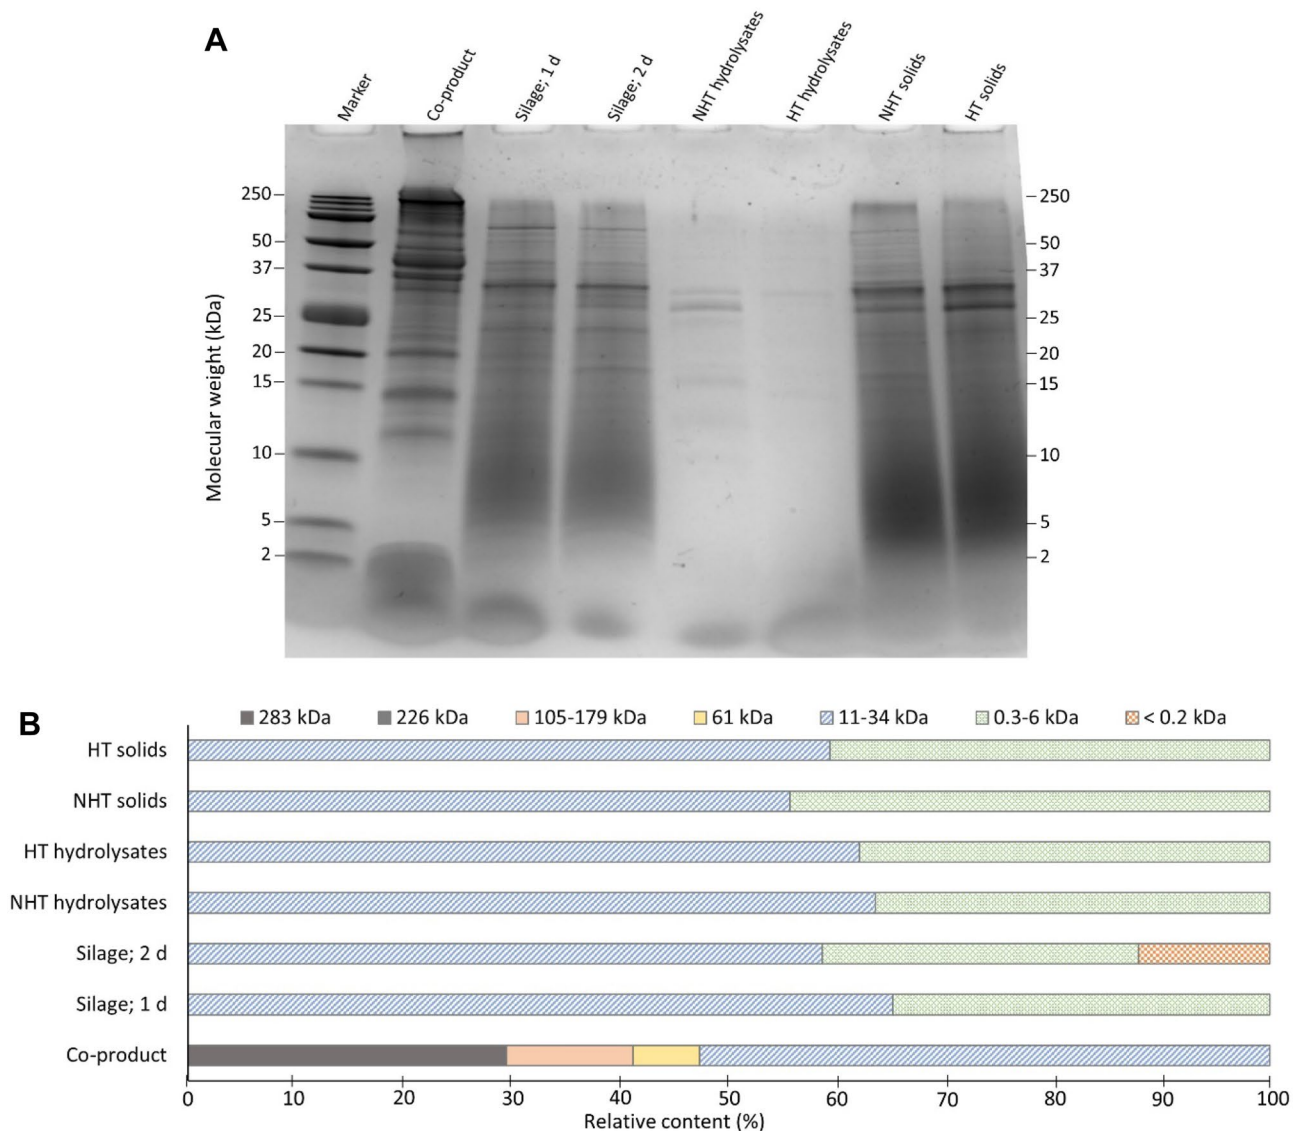 A
Marker
Co-product
Silage; 1 d
Silage; 2 d
NHT hydrolysates
HT hydrolysates
NHT solids
HT solids
Molecular weight (kDa)
250
50
37
25
20
15
10
5
2
250
50
37
25
20
15
10
5
2
B
283 kDa 226 kDa 105-179 kDa 61 kDa 11-34 kDa 0.3-6 kDa < 0.2 kDa
HT solids
NHT solids
HT hydrolysates
NHT hydrolysates
Silage; 2 d
Silage; 1 d
Co-product
0 10 20 30 40 50 60 70 80 90 100
Relative content (%)